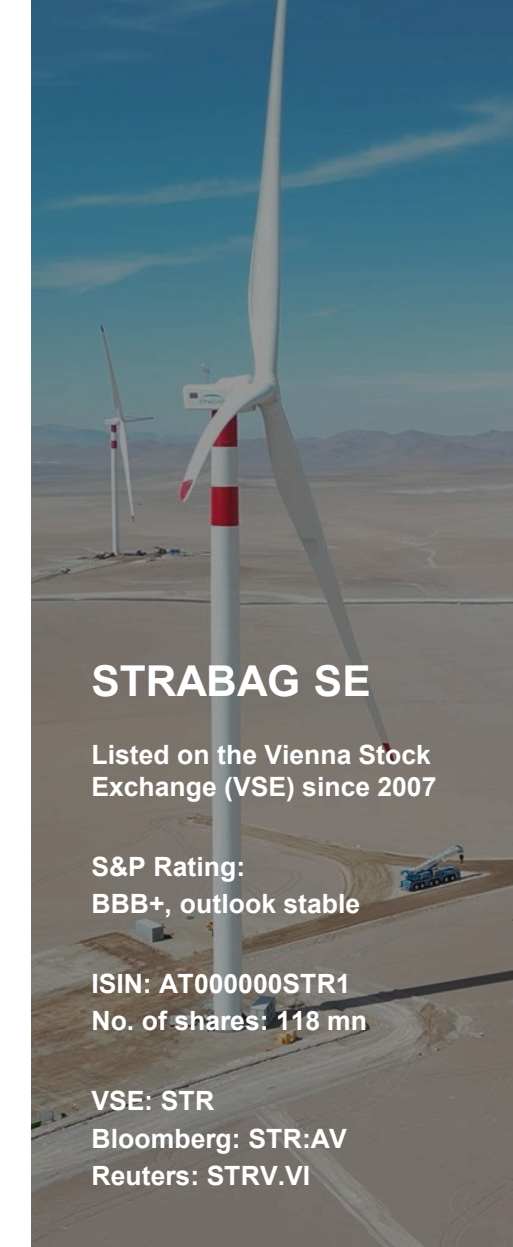 STRABAG SE
Listed on the Vienna Stock
Exchange (VSE) since 2007
S&P Rating:
BBB+, outlook stable
ISIN: AT000000STR1
No. of shares: 118 mn
VSE: STR
Bloomberg: STR:AV
Reuters: STRV.VI